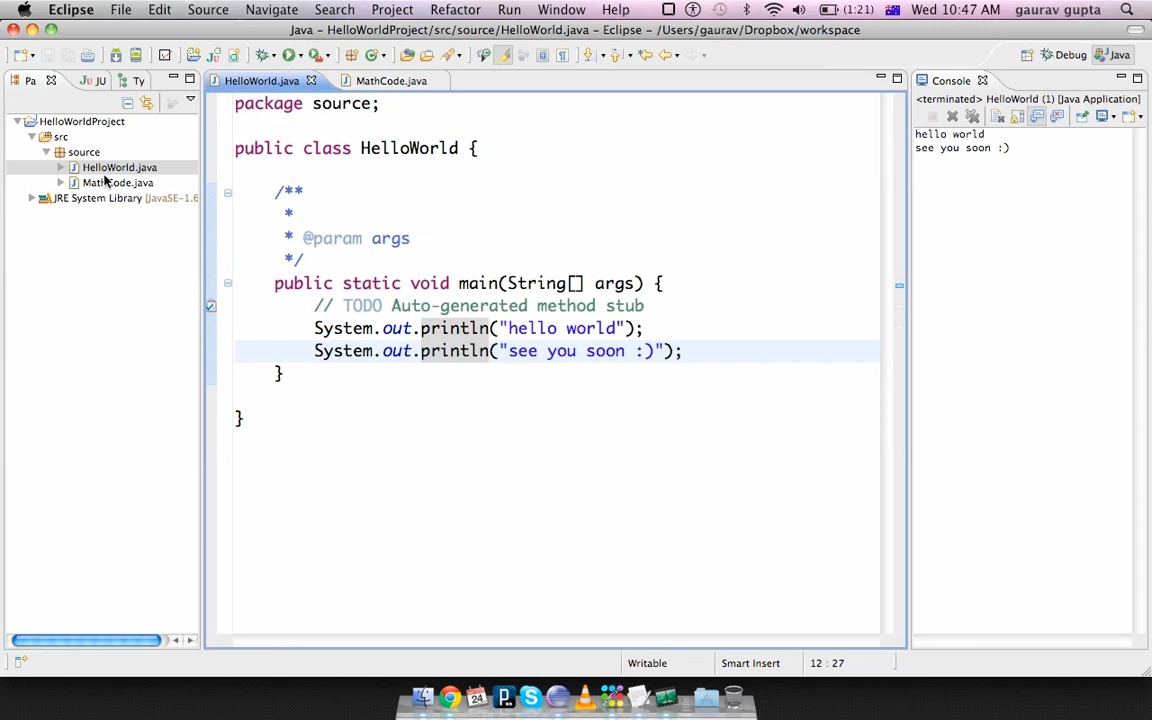 Eclipse File Edit Source Navigate Search Project Refactor Run Window Help (1:21) Wed 10:47 AM gaurav gupta
Java - HelloWorldProject/src/source/HelloWorld.java - Eclipse - /Users/gaurav/Dropbox/workspace
Debug Java
Pa JU Ty
HelloWorld.java MathCode.java
Console
HelloWorldProject
src
source
HelloWorld.java
MathCode.java
JRE System Library [JavaSE-1.6
package source;
public class HelloWorld {
/**
*
* @param args
*/
public static void main(String[] args) {
// TODO Auto-generated method stub
System.out.println("hello world");
System.out.println("see you soon :)");
}
}
<terminated> HelloWorld (1) [Java Application]
hello world
see you soon :)
Writable Smart Insert 12 : 27
24